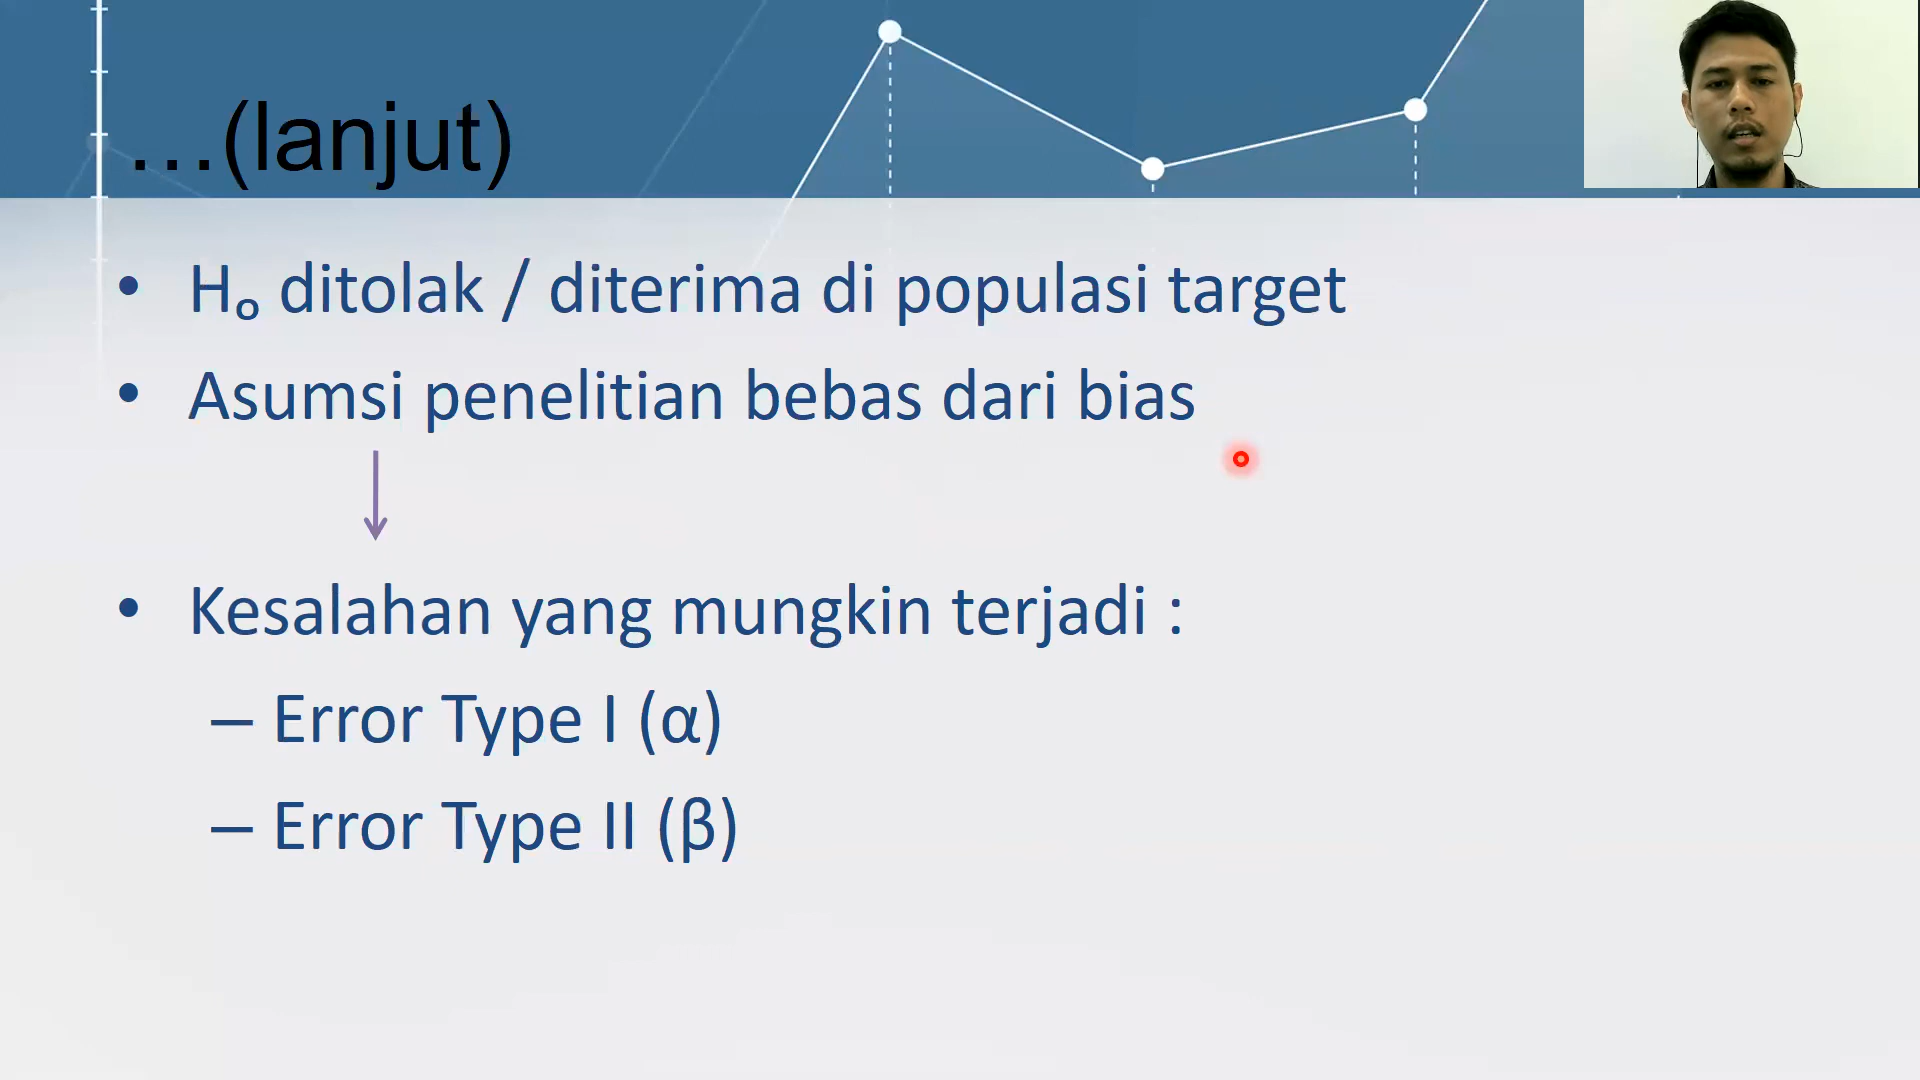 ...(lanjut)
• Hₒ ditolak / diterima di populasi target
• Asumsi penelitian bebas dari bias
• Kesalahan yang mungkin terjadi :
– Error Type I (α)
– Error Type II (β)